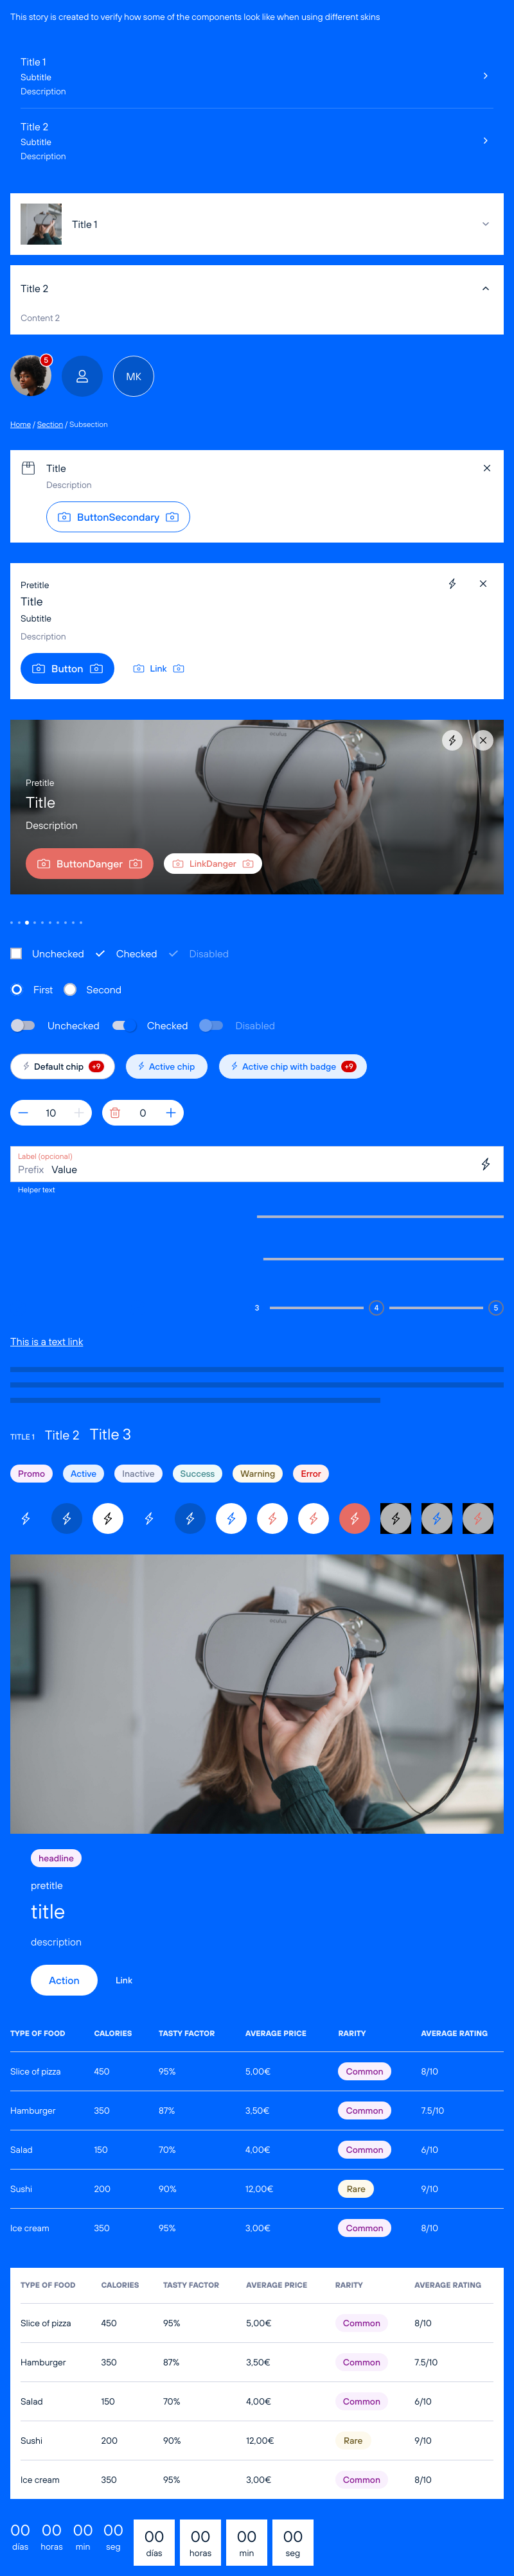 This story is created to verify how some of the components look like when using different skins
Title 1
Subtitle
Description
Title 2
Subtitle
Description
Title 1
Title 2
Content 2
5
MK
Home / Section / Subsection
Title
Description
ButtonSecondary
Pretitle
Title
Subtitle
Description
Button Link
oculus
Pretitle
Title
Description
ButtonDanger LinkDanger
Unchecked Checked Disabled
First Second
Unchecked Checked Disabled
Default chip +9 Active chip Active chip with badge +9
10 0
Label (optional)
Prefix Value
Helper text
3 4 5
This is a text link
TITLE 1 Title 2 Title 3
Promo Active Inactive Success Warning Error
headline
pretitle
title
description
Action Link
TYPE OF FOOD CALORIES TASTY FACTOR AVERAGE PRICE RARITY AVERAGE RATING
Slice of pizza 450 95% 5,00€ Common 8/10
Hamburger 350 87% 3,50€ Common 7.5/10
Salad 150 70% 4,00€ Common 6/10
Sushi 200 90% 12,00€ Rare 9/10
Ice cream 350 95% 3,00€ Common 8/10
TYPE OF FOOD CALORIES TASTY FACTOR AVERAGE PRICE RARITY AVERAGE RATING
Slice of pizza 450 95% 5,00€ Common 8/10
Hamburger 350 87% 3,50€ Common 7.5/10
Salad 150 70% 4,00€ Common 6/10
Sushi 200 90% 12,00€ Rare 9/10
Ice cream 350 95% 3,00€ Common 8/10
00 00 00 00 00 00 00 00
días horas min seg días horas min seg